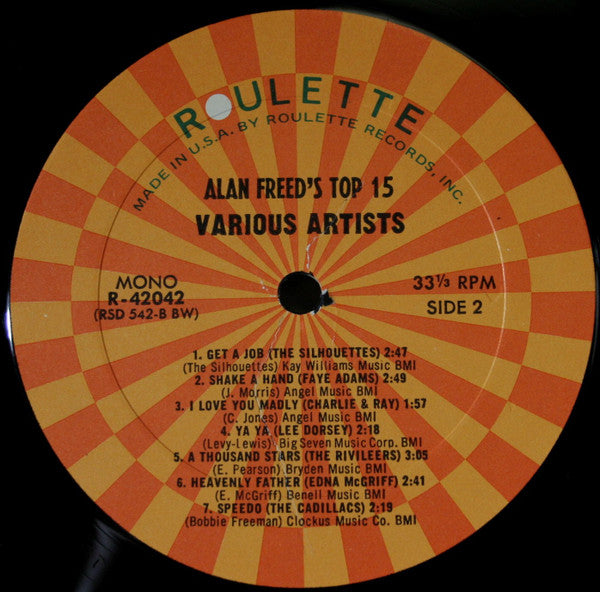 ROULETTE
MADE IN U.S.A. BY ROULETTE RECORDS, INC.
ALAN FREED'S TOP 15
VARIOUS ARTISTS
MONO
R-42042
(RSD 542-B BW)
33⅓ RPM
SIDE 2
1. GET A JOB (THE SILHOUETTES) 2:47
(The Silhouettes) Kay Williams Music BMI
2. SHAKE A HAND (FAYE ADAMS) 2:49
(J. Morris) Angel Music BMI
3. I LOVE YOU MADLY (CHARLIE & RAY) 1:57
(C. Jones) Angel Music BMI
4. YA YA (LEE DORSEY) 2:18
(Levy-Lewis) Big Seven Music Corp. BMI
5. A THOUSAND STARS (THE RIVILEERS) 3:05
(E. Pearson) Bryden Music BMI
6. HEAVENLY FATHER (EDNA McGRIFF) 2:41
(E. McGriff) Benell Music BMI
7. SPEEDO (THE CADILLACS) 2:19
(Bobbie Freeman) Clockus Music Co. BMI